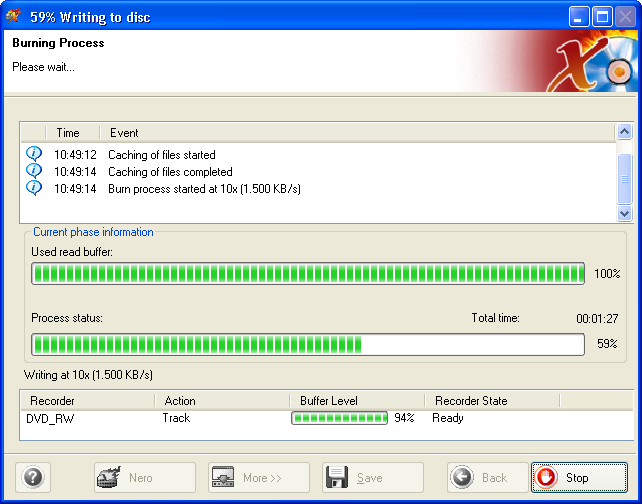 59% Writing to disc
Burning Process
Please wait...
Time Event
10:49:12 Caching of files started
10:49:14 Caching of files completed
10:49:14 Burn process started at 10x (1.500 KB/s)
Current phase information
Used read buffer:
100%
Process status: Total time: 00:01:27
59%
Writing at 10x (1.500 KB/s)
Recorder Action Buffer Level Recorder State
DVD_RW Track 94% Ready
? Nero More >> Save Back Stop